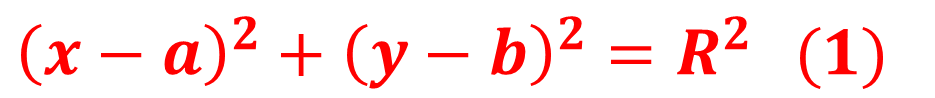 (x − a)² + (y − b)² = R² (1)